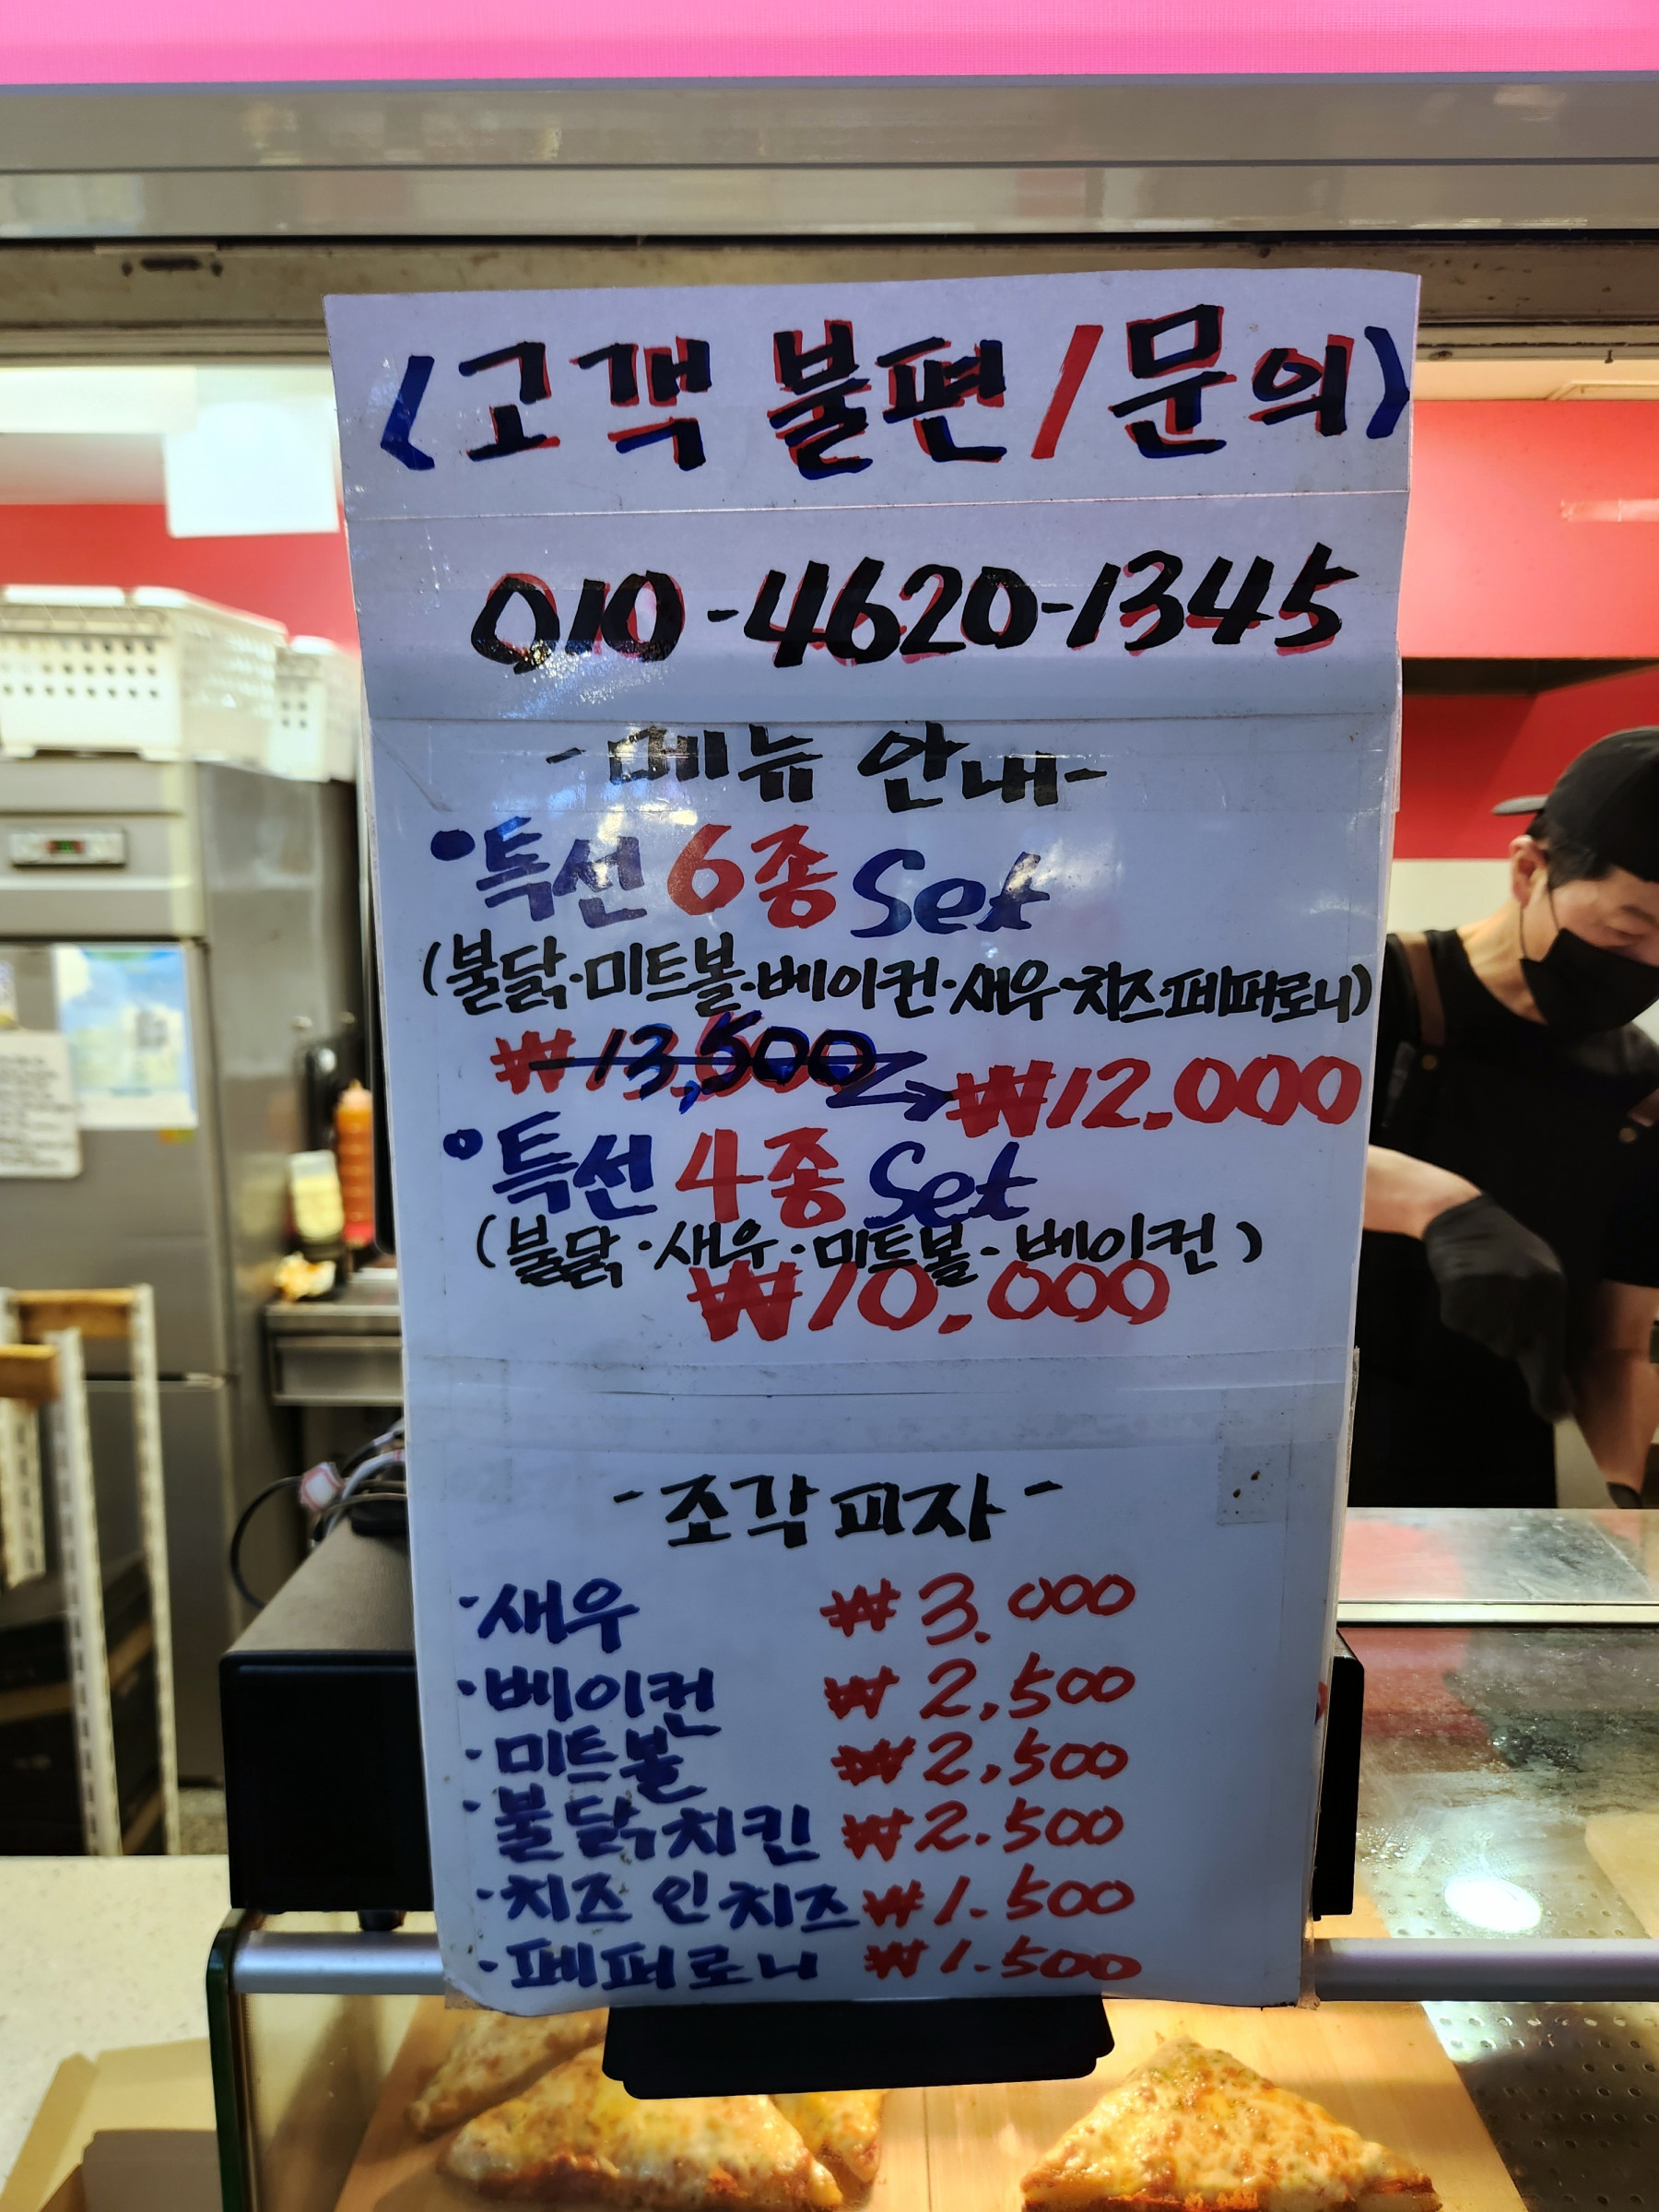 <고객 불편/문의>
010-4620-1345
-메뉴 안내-
•특선 6종 Set
(불닭·미트볼·베이컨·새우·치즈·페퍼로니)
₩13,500→₩12.000
•특선 4종 Set
(불닭·새우·미트볼·베이컨)
₩10.000
-조각피자-
·새우 ₩3.000
·베이컨 ₩2,500
·미트볼 ₩2,500
·불닭치킨 ₩2.500
·치즈 인 치즈 ₩1.500
·페퍼로니 ₩1.500